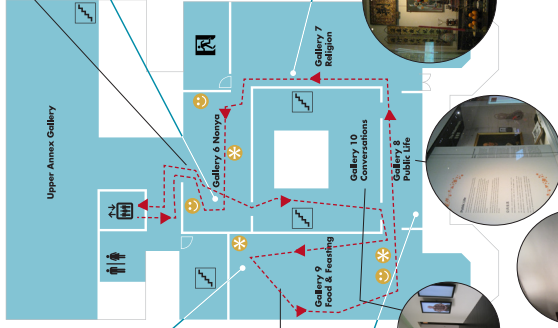 Upper Annex Gallery
Gallery 6 Nonya
Gallery 7
Religion
Gallery 10
Conversations
Gallery 8
Public Life
Gallery 9
Food & Feasting